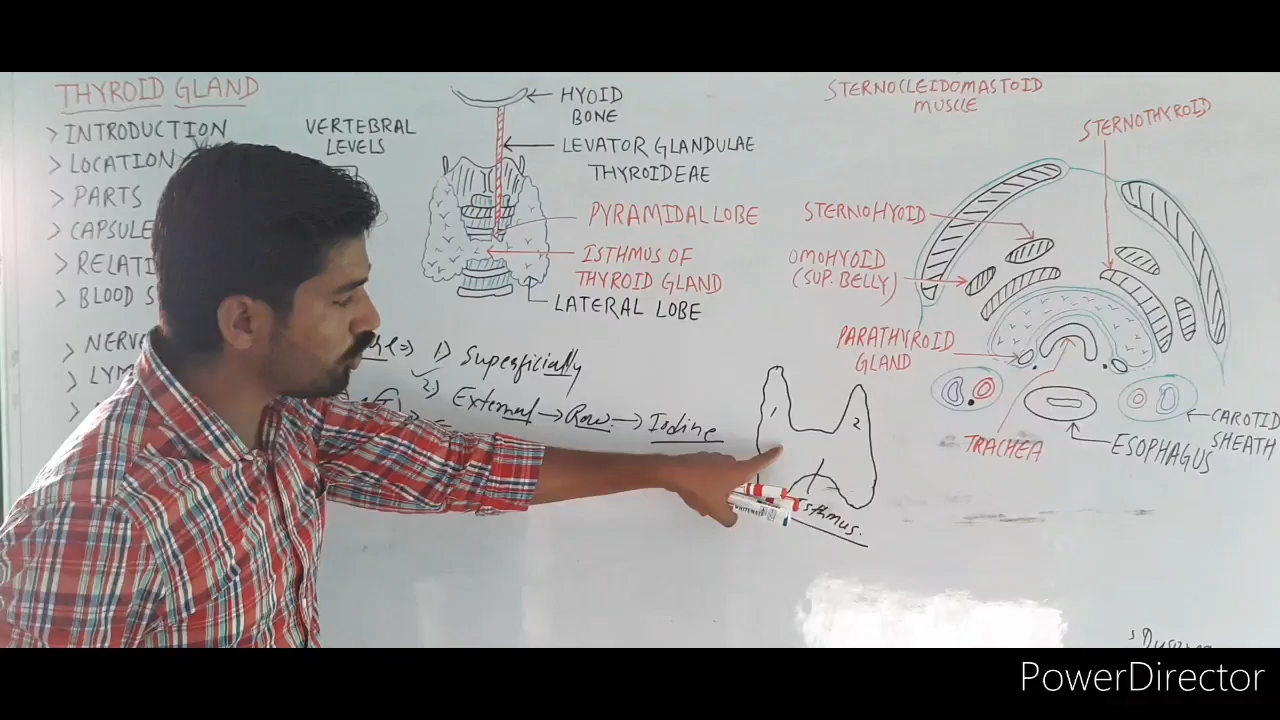 THYROID GLAND
> INTRODUCTION
> LOCATION
> PARTS
> CAPSULE
> RELATI
> BLOOD S
> NERV
> LYM
>
VERTEBRAL
LEVELS
HYOID
BONE
LEVATOR GLANDULAE
THYROIDEAE
PYRAMIDAL LOBE
ISTHMUS OF
THYROID GLAND
LATERAL LOBE
1) Superficially
2) External → Raw → Iodine
1
2
Isthmus.
STERNOCLEIDOMASTOID
MUSCLE
STERNOTHYROID
STERNOHYOID
OMOHYOID
(SUP. BELLY)
PARATHYROID
GLAND
TRACHEA
ESOPHAGUS
CAROTID
SHEATH
PowerDirector